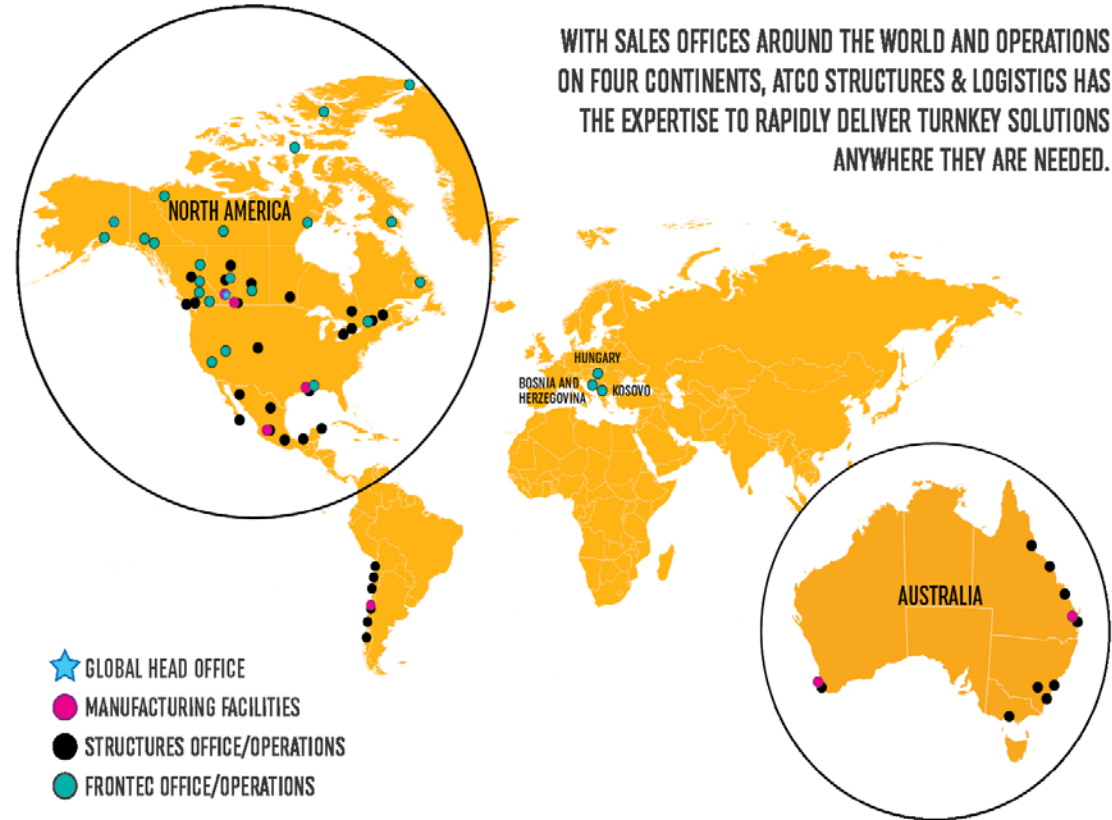 WITH SALES OFFICES AROUND THE WORLD AND OPERATIONS
ON FOUR CONTINENTS, ATCO STRUCTURES & LOGISTICS HAS
THE EXPERTISE TO RAPIDLY DELIVER TURNKEY SOLUTIONS
ANYWHERE THEY ARE NEEDED.
NORTH AMERICA
HUNGARY
BOSNIA AND
HERZEGOVINA
KOSOVO
AUSTRALIA
GLOBAL HEAD OFFICE
MANUFACTURING FACILITIES
STRUCTURES OFFICE/OPERATIONS
FRONTEC OFFICE/OPERATIONS